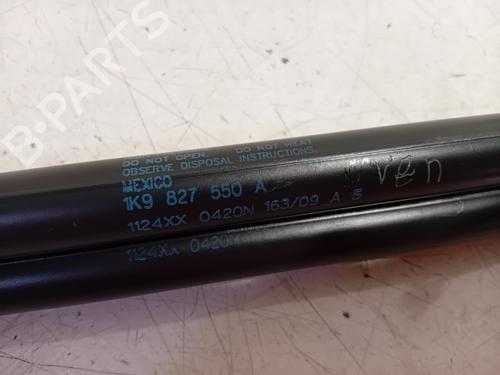 B-PARTS
DO NOT OPEN. DO NOT HEAT.
OBSERVE DISPOSAL INSTRUCTIONS.
MEXICO
1K9 827 550 A
1124XX 0420N 163/09 A S
1124XX 0420N